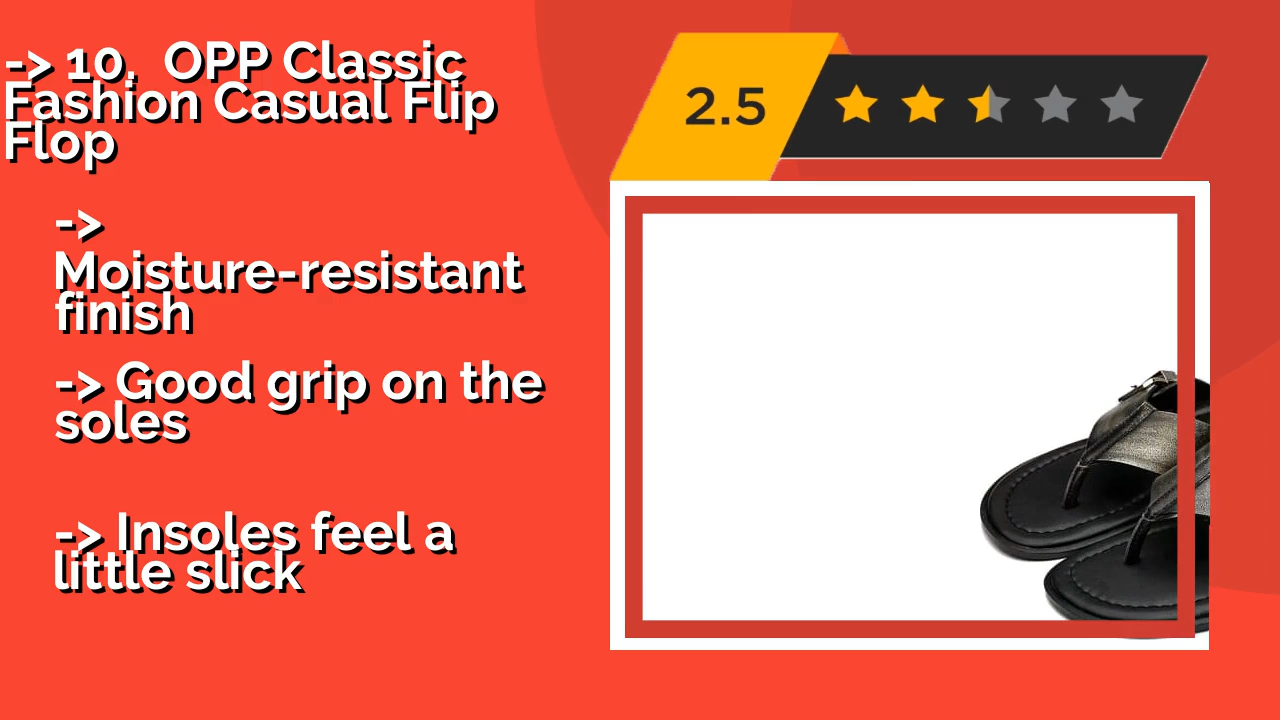 -> 10.  OPP Classic
Fashion Casual Flip
Flop
->
Moisture-resistant
finish
-> Good grip on the
soles
-> Insoles feel a
little slick
2.5